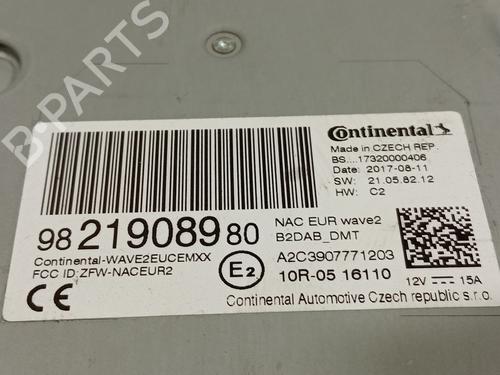 B-PARTS
Continental
Made in CZECH REP.
BS....17320000406
Date: 2017-08-11
SW: 21.05.82.12
HW: C2
98 219089 80
NAC EUR wave2
B2DAB_DMT
Continental-WAVE2EUCEMXX
FCC ID:ZFW-NACEUR2
E2
A2C3907771203
10R-05 16110
CE
12V 15A
Continental Automotive Czech republic s.r.o.